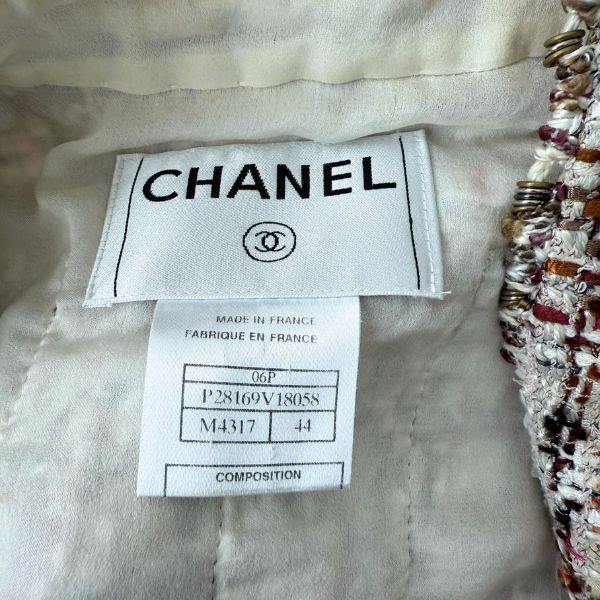 CHANEL
MADE IN FRANCE
FABRIQUE EN FRANCE
06P
P28169V18058
M4317 44
COMPOSITION